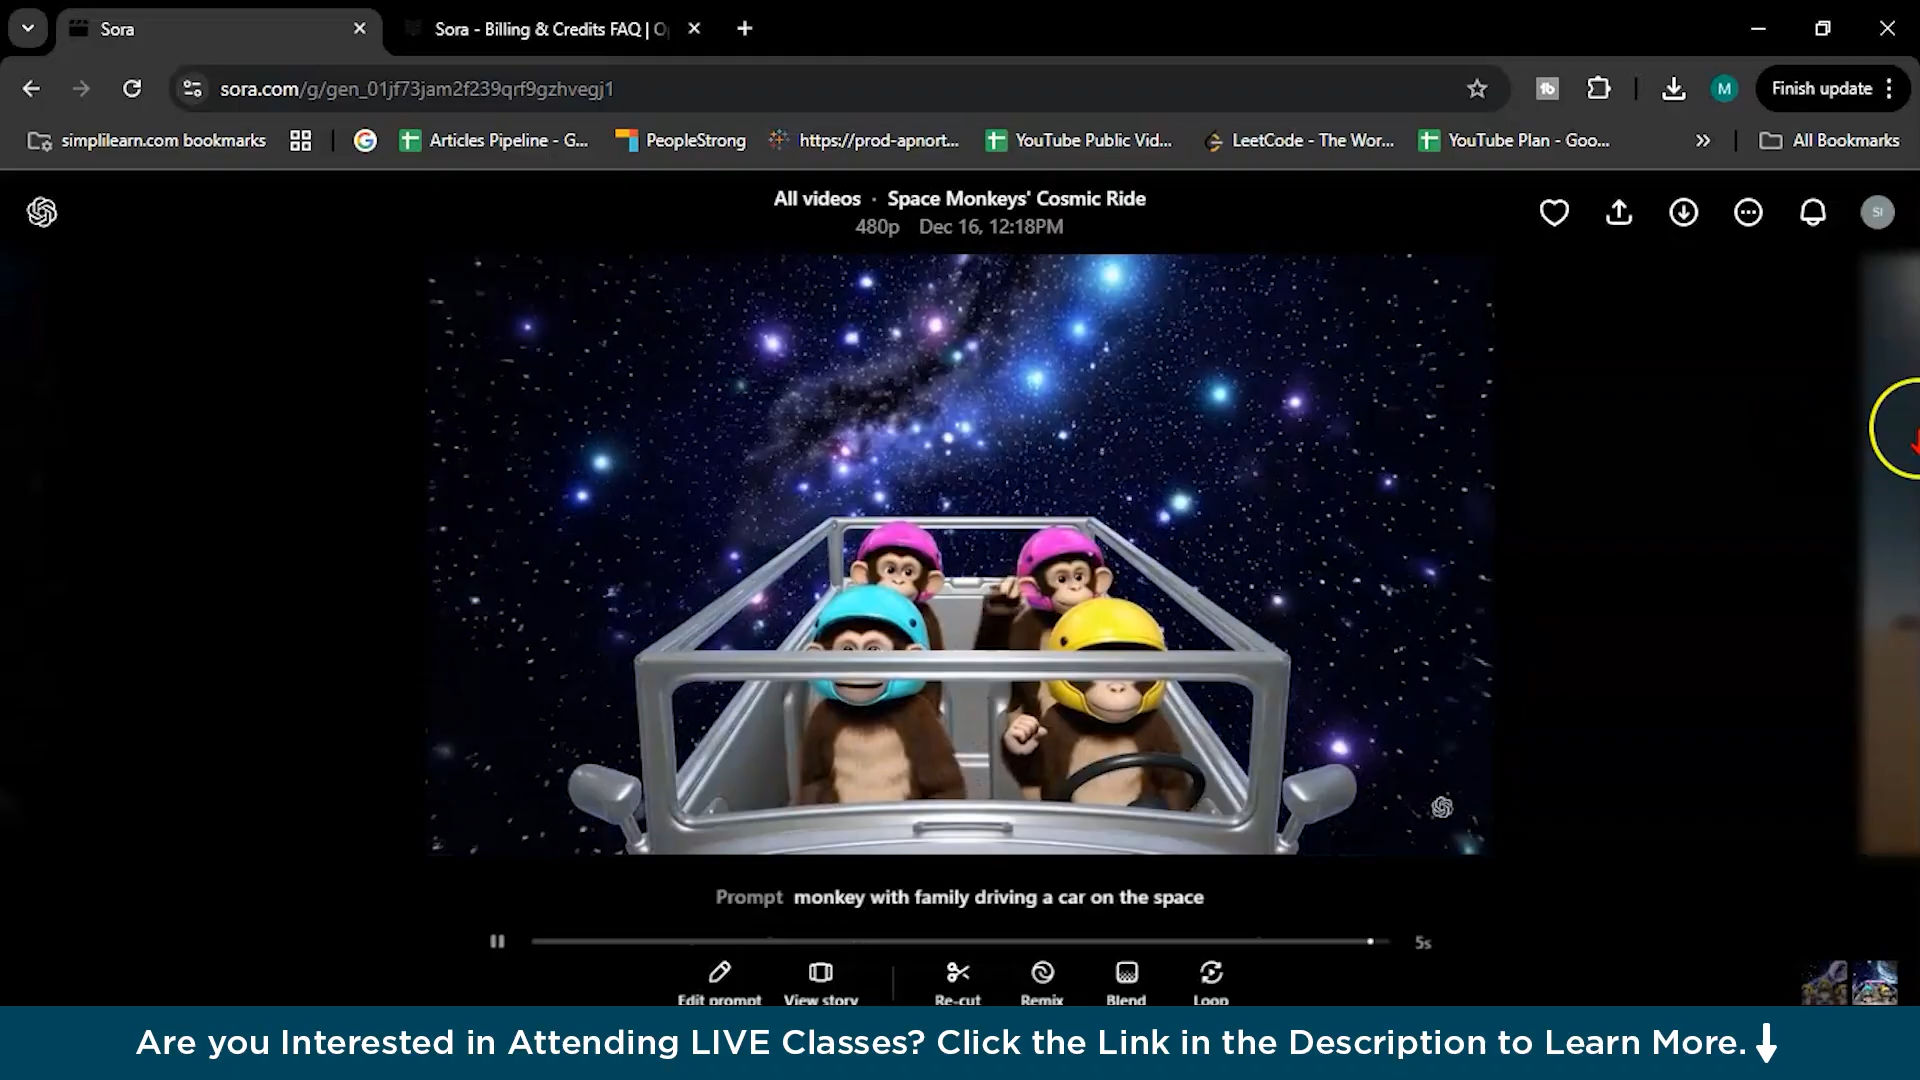 Sora
Sora - Billing & Credits FAQ | O
sora.com/g/gen_01jf73jam2f239qrf9gzhvegj1
tb
M
Finish update
simplilearn.com bookmarks
Articles Pipeline - G...
PeopleStrong
https://prod-apnort...
YouTube Public Vid...
LeetCode - The Wor...
YouTube Plan - Goo...
All Bookmarks
All videos · Space Monkeys' Cosmic Ride
480p Dec 16, 12:18PM
SI
Prompt monkey with family driving a car on the space
5s
Edit prompt
View story
Re-cut
Remix
Blend
Loop
Are you Interested in Attending LIVE Classes? Click the Link in the Description to Learn More.